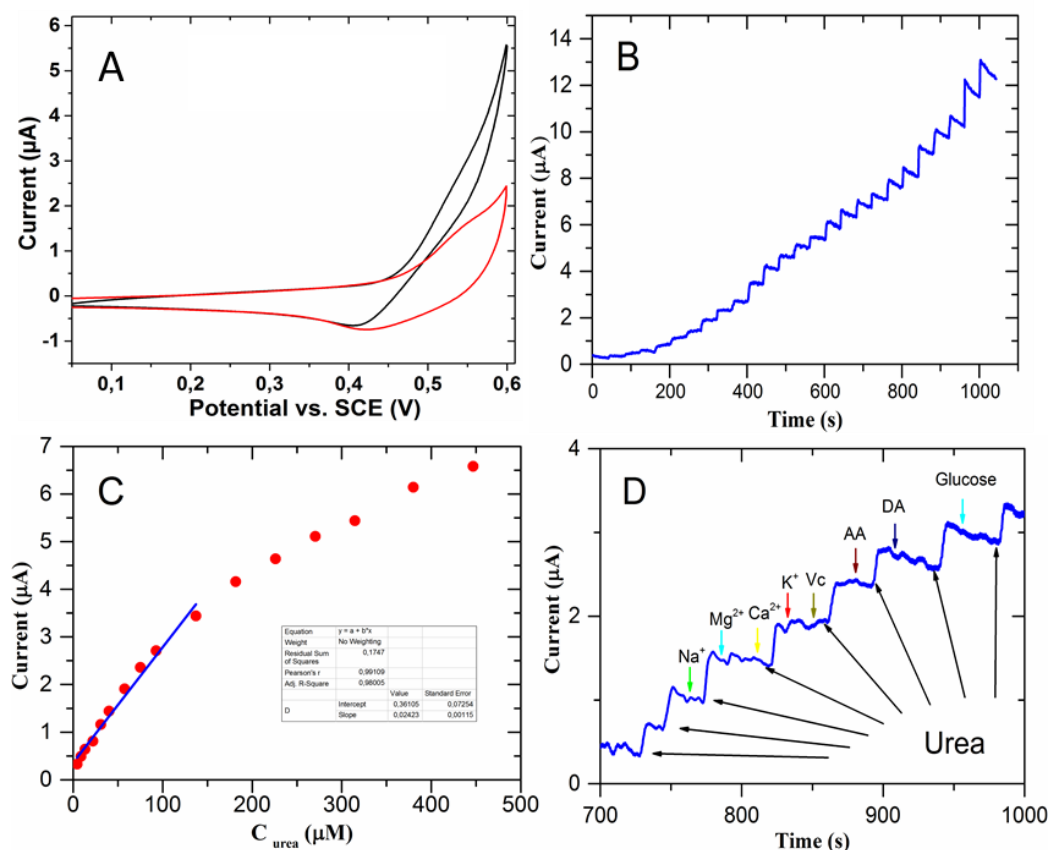 A
6
5
4
3
2
1
0
-1
Current (µA)
0,1 0,2 0,3 0,4 0,5 0,6
Potential vs. SCE (V)
B
14
12
10
8
6
4
2
0
Current (µA)
0 200 400 600 800 1000
Time (s)
C
7
6
5
4
3
2
1
0
Current (µA)
Equation y = a + b*x
Weight No Weighting
Residual Sum of Squares 0,1747
Pearson's r 0,99109
Adj. R-Square 0,98005
Value Standard Error
D Intercept 0,36105 0,07254
Slope 0,02423 0,00115
0 100 200 300 400 500
C urea (µM)
D
4
2
0
Current (µA)
Na⁺
Mg²⁺
Ca²⁺
K⁺
Vc
AA
DA
Glucose
Urea
700 800 900 1000
Time (s)